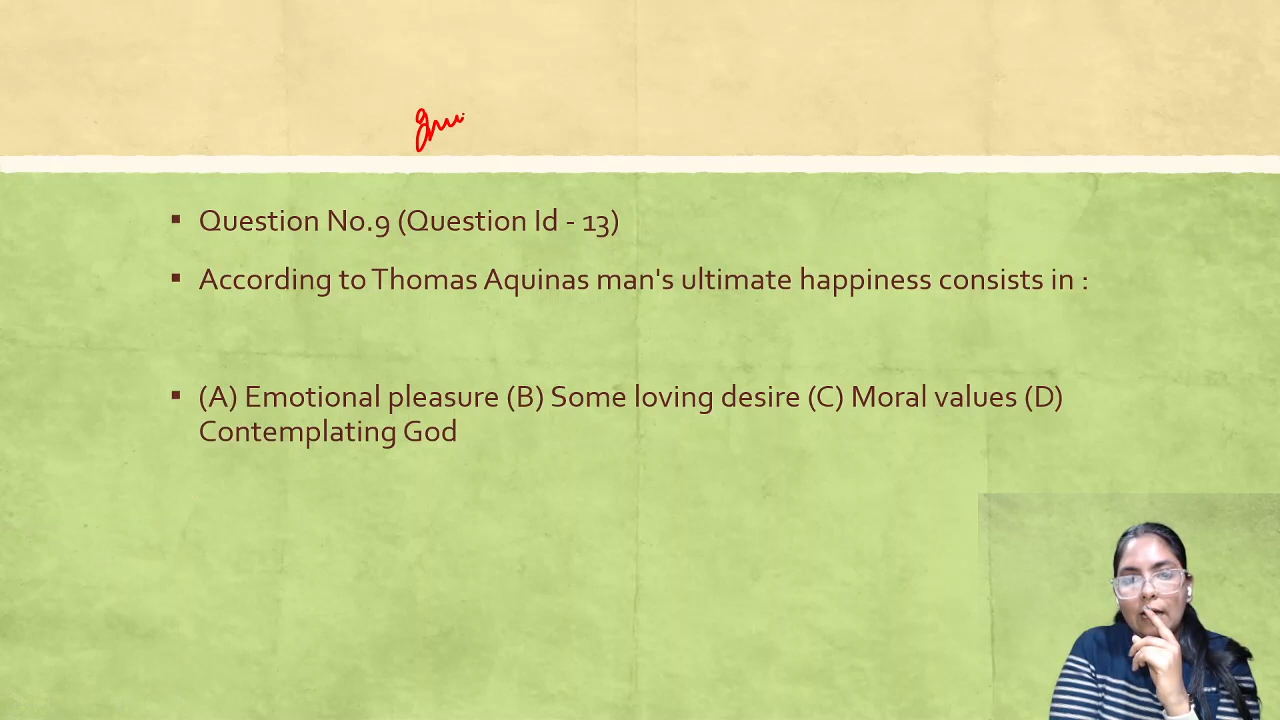 Question No.9 (Question Id - 13)
According to Thomas Aquinas man's ultimate happiness consists in :
(A) Emotional pleasure (B) Some loving desire (C) Moral values (D)
Contemplating God